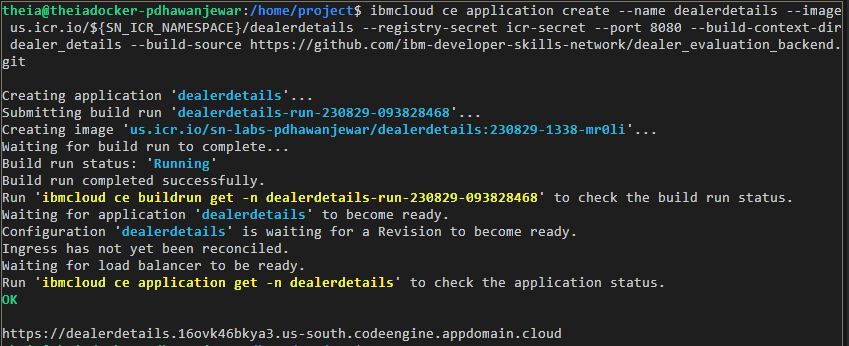 theia@theiadocker-pdhawanjewar:/home/project$ ibmcloud ce application create --name dealerdetails --image
us.icr.io/${SN_ICR_NAMESPACE}/dealerdetails --registry-secret icr-secret --port 8080 --build-context-dir
dealer_details --build-source https://github.com/ibm-developer-skills-network/dealer_evaluation_backend.
git
Creating application 'dealerdetails'...
Submitting build run 'dealerdetails-run-230829-093828468'...
Creating image 'us.icr.io/sn-labs-pdhawanjewar/dealerdetails:230829-1338-mr0li'...
Waiting for build run to complete...
Build run status: 'Running'
Build run completed successfully.
Run 'ibmcloud ce buildrun get -n dealerdetails-run-230829-093828468' to check the build run status.
Waiting for application 'dealerdetails' to become ready.
Configuration 'dealerdetails' is waiting for a Revision to become ready.
Ingress has not yet been reconciled.
Waiting for load balancer to be ready.
Run 'ibmcloud ce application get -n dealerdetails' to check the application status.
OK
https://dealerdetails.16ovk46bkya3.us-south.codeengine.appdomain.cloud